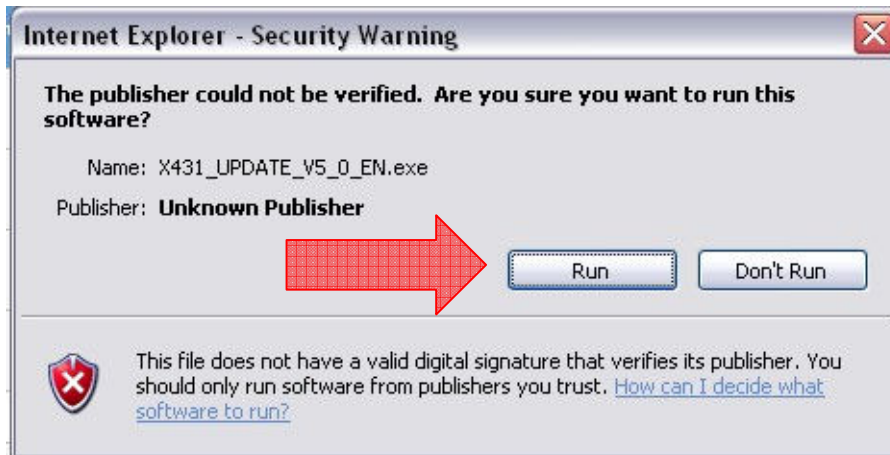 Internet Explorer - Security Warning
The publisher could not be verified. Are you sure you want to run this
software?
Name: X431_UPDATE_V5_0_EN.exe
Publisher: Unknown Publisher
Run Don't Run
This file does not have a valid digital signature that verifies its publisher. You
should only run software from publishers you trust. How can I decide what
software to run?